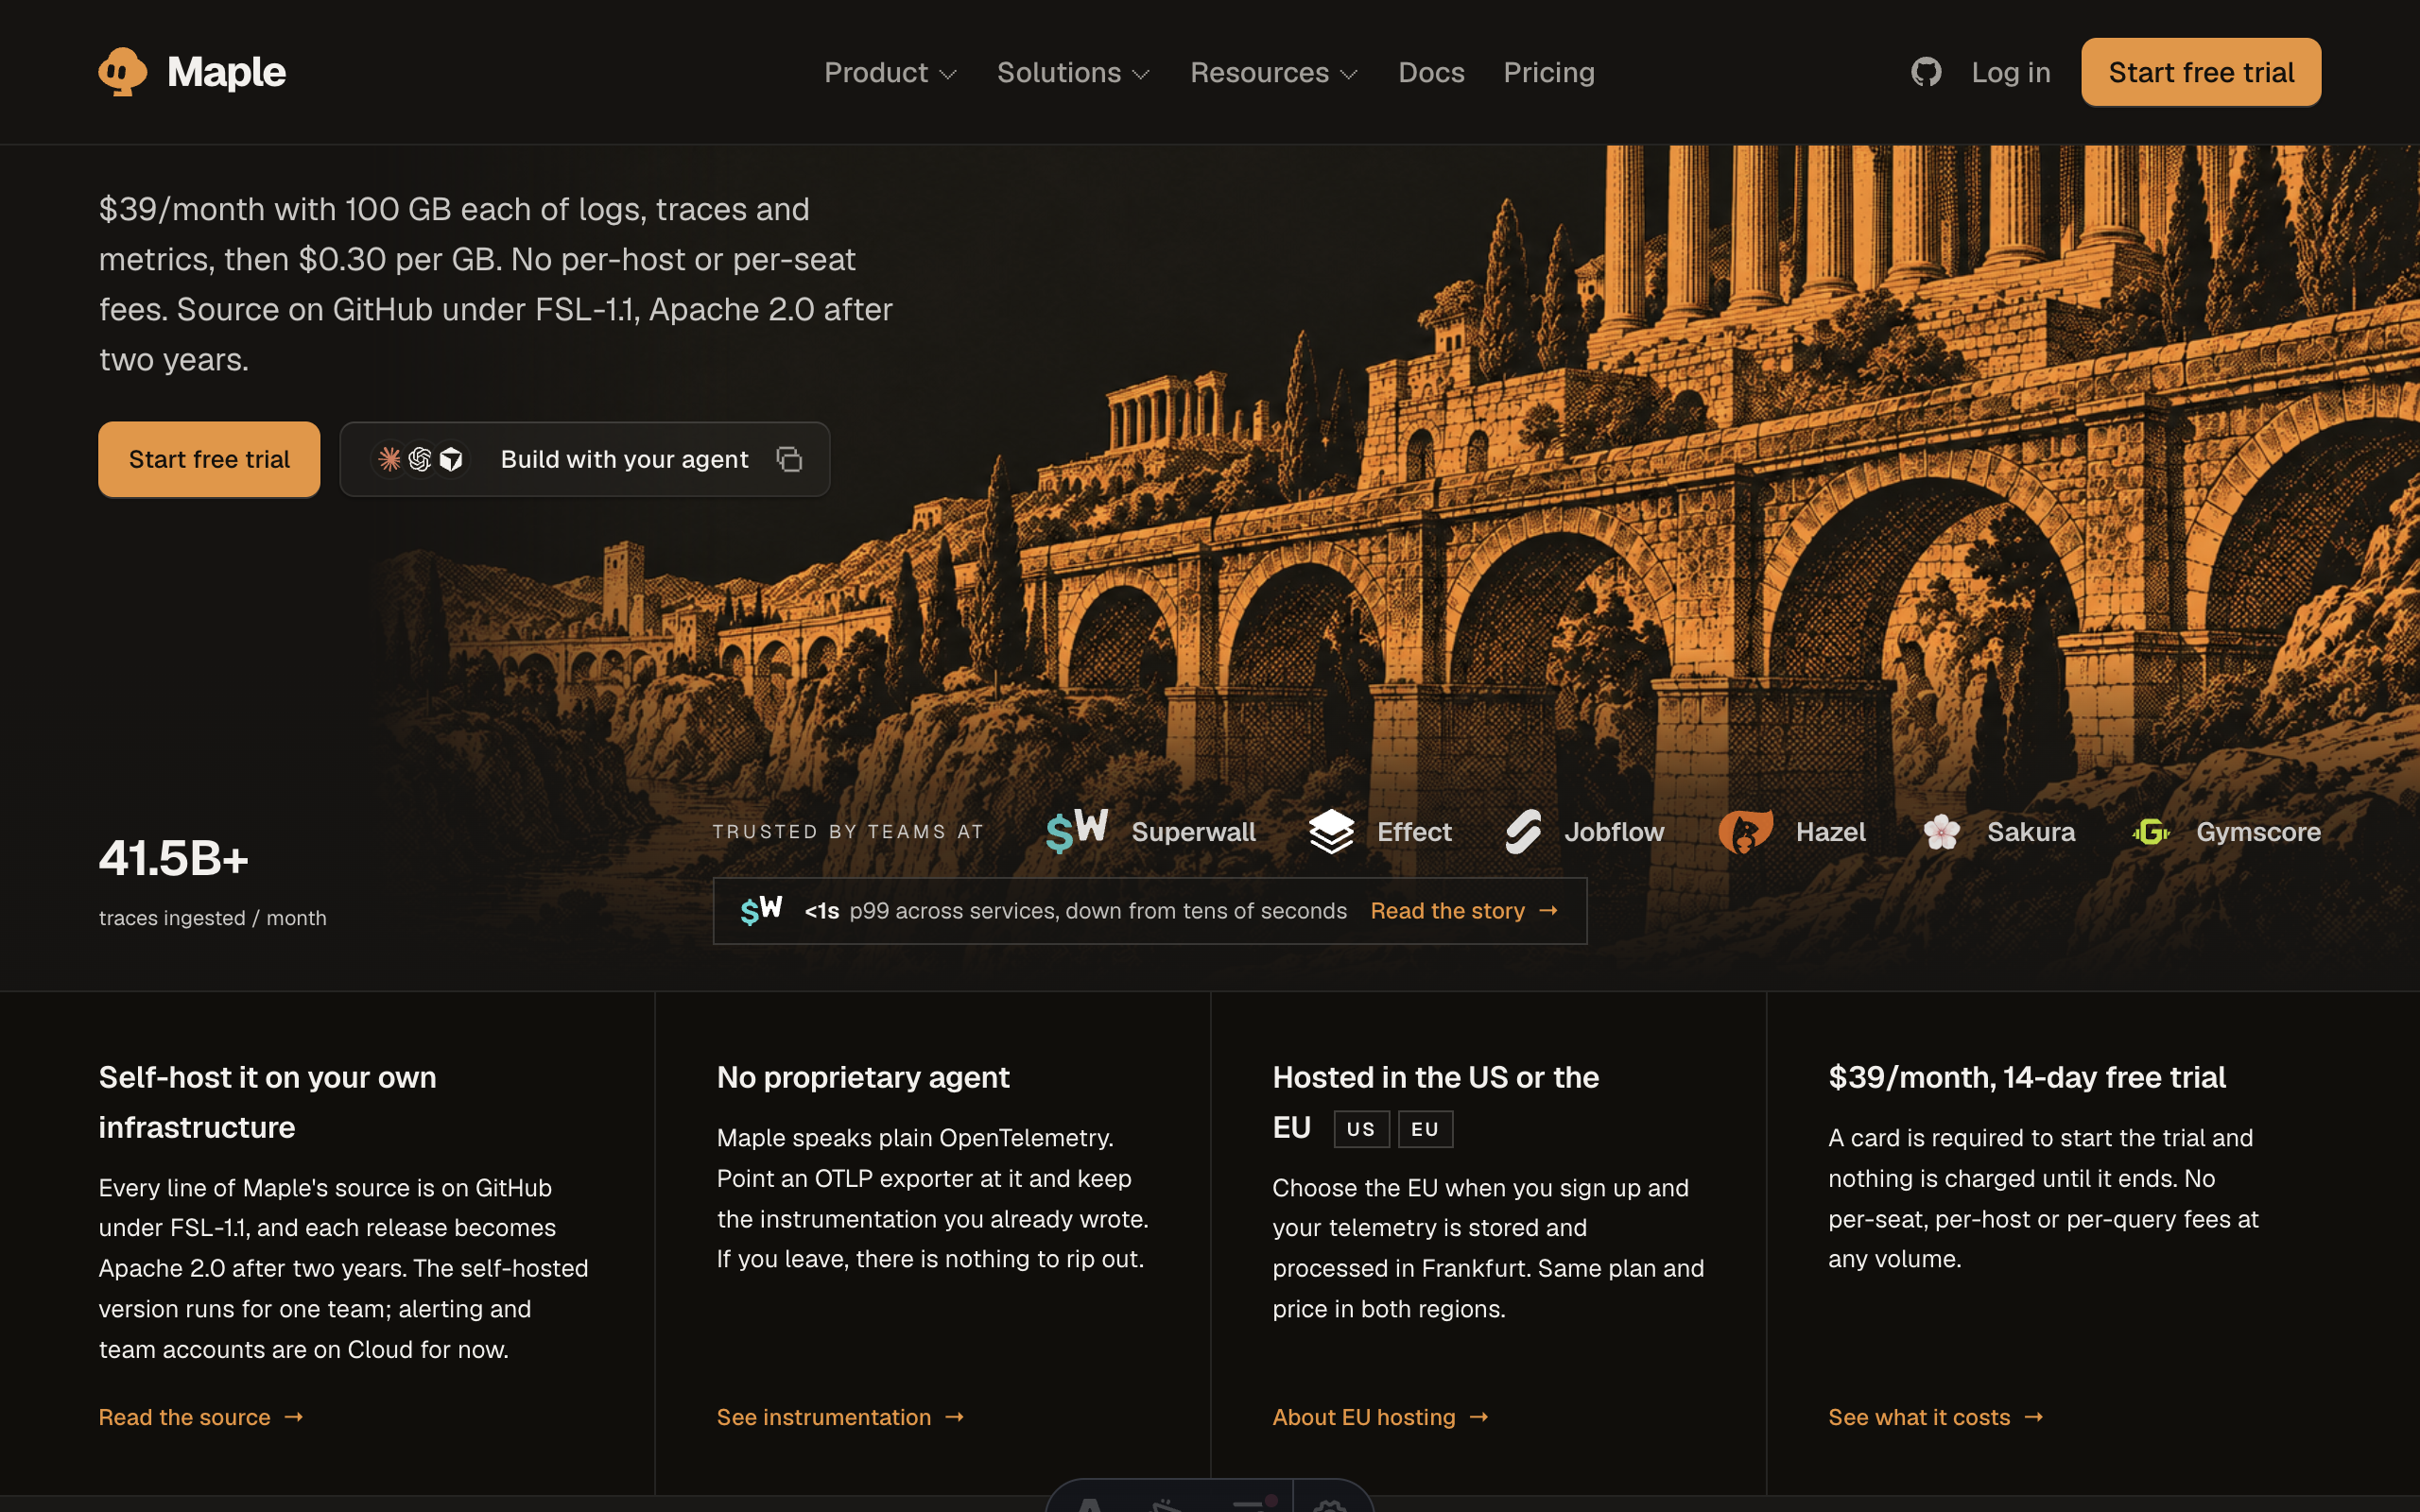 Maple
Product
Solutions
Resources
Docs
Pricing
Log in
Start free trial
$39/month with 100 GB each of logs, traces and
metrics, then $0.30 per GB. No per-host or per-seat
fees. Source on GitHub under FSL-1.1, Apache 2.0 after
two years.
Start free trial
Build with your agent
41.5B+
traces ingested / month
TRUSTED BY TEAMS AT
$W Superwall
Effect
Jobflow
Hazel
Sakura
G Gymscore
$W <1s p99 across services, down from tens of seconds Read the story →
Self-host it on your own
infrastructure
Every line of Maple's source is on GitHub
under FSL-1.1, and each release becomes
Apache 2.0 after two years. The self-hosted
version runs for one team; alerting and
team accounts are on Cloud for now.
Read the source →
No proprietary agent
Maple speaks plain OpenTelemetry.
Point an OTLP exporter at it and keep
the instrumentation you already wrote.
If you leave, there is nothing to rip out.
See instrumentation →
Hosted in the US or the
EU US EU
Choose the EU when you sign up and
your telemetry is stored and
processed in Frankfurt. Same plan and
price in both regions.
About EU hosting →
$39/month, 14-day free trial
A card is required to start the trial and
nothing is charged until it ends. No
per-seat, per-host or per-query fees at
any volume.
See what it costs →